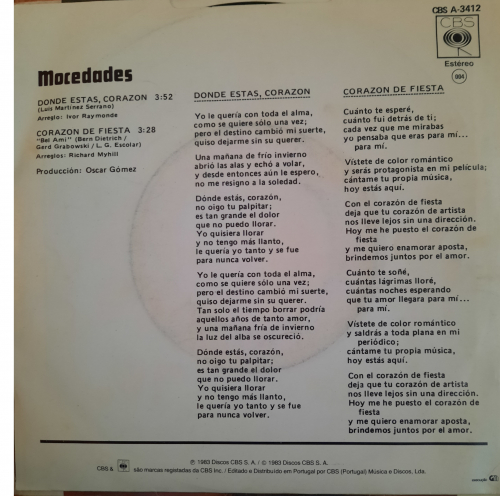 CBS A-3412
CBS
Estéreo
004
Mocedades
DONDE ESTAS, CORAZON 3:52
(Luis Martínez Serrano)
Arreglo: Ivor Raymonde
CORAZON DE FIESTA 3:28
"Bel Ami" (Bern Dietrich /
Gerd Grabowski / L. G. Escolar)
Arreglos: Richard Myhill
Producción: Oscar Gómez
DONDE ESTAS, CORAZON
Yo le quería con toda el alma,
como se quiere sólo una vez;
pero el destino cambió mi suerte,
quiso dejarme sin su querer.
Una mañana de frío invierno
abrió las alas y echó a volar,
y desde entonces aún le espero,
no me resigno a la soledad.
Dónde estás, corazón,
no oigo tu palpitar;
es tan grande el dolor
que no puedo llorar.
Yo quisiera llorar
y no tengo más llanto,
le quería yo tanto y se fue
para nunca volver.
Yo le quería con toda el alma,
como se quiere sólo una vez;
pero el destino cambió mi suerte,
quiso dejarme sin su querer.
Tan solo el tiempo borrar podría
aquellos años de tanto amor,
y una mañana fría de invierno
la luz del alba se oscureció.
Dónde estás, corazón,
no oigo tu palpitar;
es tan grande el dolor
que no puedo llorar.
Yo quisiera llorar
y no tengo más llanto,
le quería yo tanto y se fue
para nunca volver.
CORAZON DE FIESTA
Cuánto te esperé,
cuánto fui detrás de ti;
cada vez que me mirabas
yo pensaba que eras para mí...
para mí.
Vístete de color romántico
y serás protagonista en mi película;
cántame tu propia música,
hoy estás aquí.
Con el corazón de fiesta
deja que tu corazón de artista
nos lleve lejos sin una dirección.
Hoy me he puesto el corazón de
fiesta
y me quiero enamorar aposta,
brindemos juntos por el amor.
Cuánto te soñé,
cuántas lágrimas lloré,
cuántas noches esperando
que tu amor llegara para mí...
para mí.
Vístete de color romántico
y saldrás a toda plana en mi
periódico;
cántame tu propia música,
hoy estás aquí.
Con el corazón de fiesta
deja que tu corazón de artista
nos lleve lejos sin una dirección.
Hoy me he puesto el corazón de
fiesta
y me quiero enamorar aposta,
brindemos juntos por el amor.
℗ 1983 Discos CBS S. A. / © 1983 Discos CBS S. A.
CBS & são marcas registadas da CBS Inc. / Editado e Distribuido em Portugal por CBS (Portugal) Música e Discos, Lda.